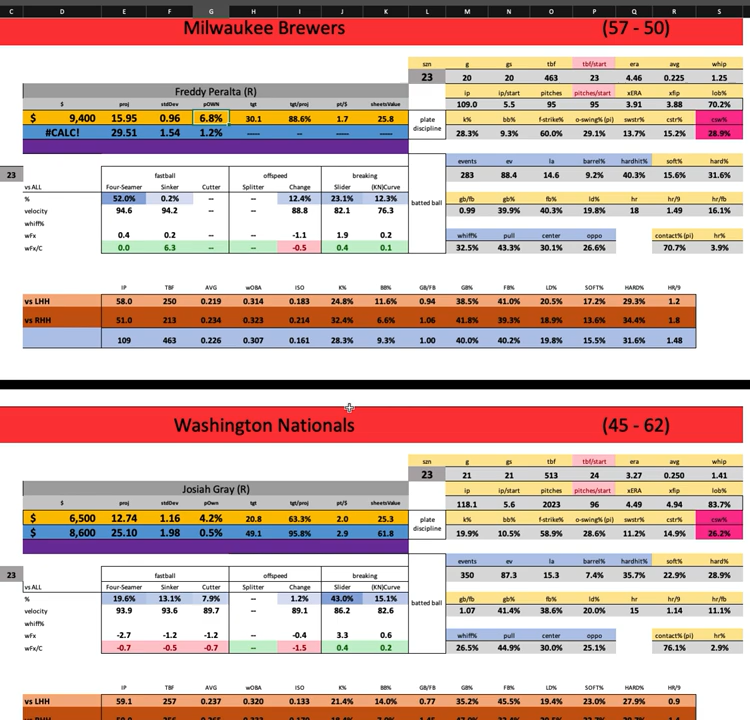 C D E F G H I J K L M N O P Q R S
Milwaukee Brewers (57 - 50)
szn g gs tbf tbf/start era avg whip
23 20 20 463 23 4.46 0.225 1.25
Freddy Peralta (R) ip ip/start pitches pitches/start xERA xfip lob%
109.0 5.5 95 95 3.91 3.88 70.2%
$ proj stdDev pOWN tgt tgt/proj pt/$ sheetsValue
$ 9,400 15.95 0.96 6.8% 30.1 88.6% 1.7 25.8 plate discipline k% bb% f-strike% o-swing% (pi) swstr% cstr% csw%
#CALC! 29.51 1.54 1.2% ---- ---- -- ---- 28.3% 9.3% 60.0% 29.1% 13.7% 15.2% 28.9%
events ev la barrel% hardhit% soft% hard%
23 fastball offspeed breaking 283 88.4 14.6 9.2% 40.3% 15.6% 31.6%
vs ALL Four-Seamer Sinker Cutter Splitter Change Slider (KN)Curve
% 52.0% 0.2% -- -- 12.4% 23.1% 12.3% batted ball gb/fb gb% fb% ld% hr hr/9 hr/fb
velocity 94.6 94.2 -- -- 88.8 82.1 76.3 0.99 39.9% 40.3% 19.8% 18 1.49 16.1%
whiff%
wFx 0.4 0.2 -1.1 1.9 0.2 whiff% pull center oppo contact% (pi) hr%
wFx/C 0.0 6.3 -- -- -0.5 0.4 0.1 32.5% 43.3% 30.1% 26.6% 70.7% 3.9%
IP TBF AVG wOBA ISO K% BB% GB/FB GB% FB% LD% SOFT% HARD% HR/9
vs LHH 58.0 250 0.219 0.314 0.183 24.8% 11.6% 0.94 38.5% 41.0% 20.5% 17.2% 29.3% 1.2
vs RHH 51.0 213 0.234 0.323 0.214 32.4% 6.6% 1.06 41.8% 39.3% 18.9% 13.6% 34.4% 1.8
109 463 0.226 0.307 0.161 28.3% 9.3% 1.00 40.0% 40.2% 19.8% 15.5% 31.6% 1.48
Washington Nationals (45 - 62)
szn g gs tbf tbf/start era avg whip
23 21 21 513 24 3.27 0.250 1.41
Josiah Gray (R) ip ip/start pitches pitches/start xERA xfip lob%
$ proj stdDev pOwn tgt tgt/proj pt/$ sheetsValue 118.1 5.6 2023 96 4.49 4.94 83.7%
$ 6,500 12.74 1.16 4.2% 20.8 63.3% 2.0 25.3 plate discipline k% bb% f-strike% o-swing% (pi) swstr% cstr% csw%
$ 8,600 25.10 1.98 0.5% 49.1 95.8% 2.9 61.8 19.9% 10.5% 58.9% 28.6% 11.2% 14.9% 26.2%
events ev la barrel% hardhit% soft% hard%
23 fastball offspeed breaking 350 87.3 15.3 7.4% 35.7% 22.9% 28.9%
vs ALL Four-Seamer Sinker Cutter Splitter Change Slider (KN)Curve
% 19.6% 13.1% 7.9% -- 1.2% 43.0% 15.1% batted ball gb/fb gb% fb% ld% hr hr/9 hr/fb
velocity 93.9 93.6 89.7 -- 89.1 86.2 82.6 1.07 41.4% 38.6% 20.0% 15 1.14 11.1%
whiff%
wFx -2.7 -1.2 -1.2 -0.4 3.3 0.6 whiff% pull center oppo contact% (pi) hr%
wFx/C -0.7 -0.5 -0.7 -- -1.5 0.4 0.2 26.5% 44.9% 30.0% 25.1% 76.1% 2.9%
IP TBF AVG wOBA ISO K% BB% GB/FB GB% FB% LD% SOFT% HARD% HR/9
vs LHH 59.1 257 0.237 0.320 0.133 21.4% 14.0% 0.77 35.2% 45.5% 19.4% 23.0% 27.9% 0.9